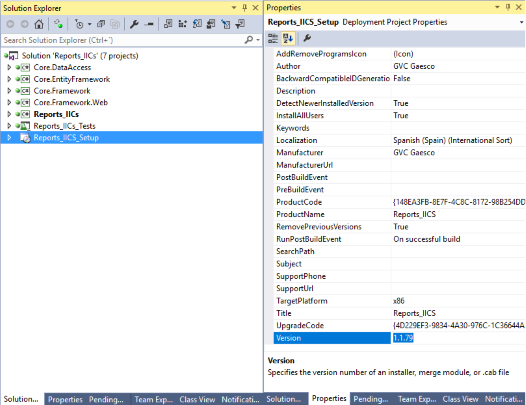 Solution Explorer
Search Solution Explorer (Ctrl+´)
Solution 'Reports_IICs' (7 projects)
Core.DataAccess
Core.EntityFramework
Core.Framework
Core.Framework.Web
Reports_IICs
Reports_IICs_Tests
Reports_IICS_Setup
Solution... Properties Pending... Team Exp... Class View Notificati...
Properties
Reports_IICS_Setup Deployment Project Properties
AddRemoveProgramsIcon (Icon)
Author GVC Gaesco
BackwardCompatibleIDGeneratio False
Description
DetectNewerInstalledVersion True
InstallAllUsers True
Keywords
Localization Spanish (Spain) (International Sort)
Manufacturer GVC Gaesco
ManufacturerUrl
PostBuildEvent
PreBuildEvent
ProductCode {148EA3FB-8E7F-4C8C-8172-98B254DD
ProductName Reports_IICS
RemovePreviousVersions True
RunPostBuildEvent On successful build
SearchPath
Subject
SupportPhone
SupportUrl
TargetPlatform x86
Title Reports_IICS
UpgradeCode {4D229EF3-9834-4A30-976C-1C36644A
Version 1.1.79
Version
Specifies the version number of an installer, merge module, or .cab file
Solution... Properties Pending... Team Exp... Class View Notificati...